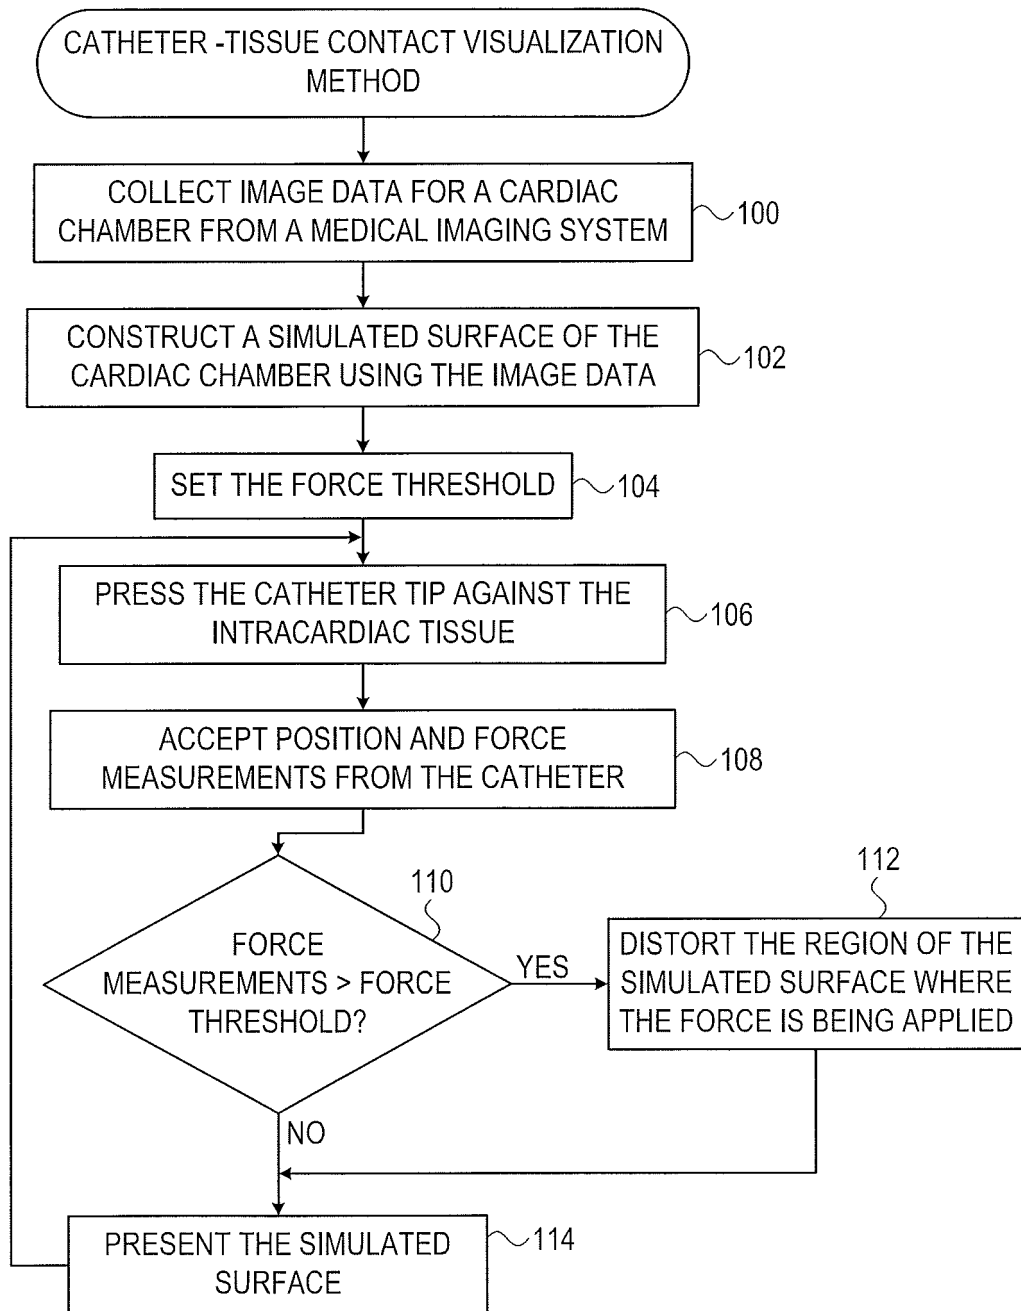 CATHETER -TISSUE CONTACT VISUALIZATION
METHOD
COLLECT IMAGE DATA FOR A CARDIAC
CHAMBER FROM A MEDICAL IMAGING SYSTEM
100
CONSTRUCT A SIMULATED SURFACE OF THE
CARDIAC CHAMBER USING THE IMAGE DATA
102
SET THE FORCE THRESHOLD
104
PRESS THE CATHETER TIP AGAINST THE
INTRACARDIAC TISSUE
106
ACCEPT POSITION AND FORCE
MEASUREMENTS FROM THE CATHETER
108
110
FORCE
MEASUREMENTS > FORCE
THRESHOLD?
YES
112
DISTORT THE REGION OF THE
SIMULATED SURFACE WHERE
THE FORCE IS BEING APPLIED
NO
PRESENT THE SIMULATED
SURFACE
114